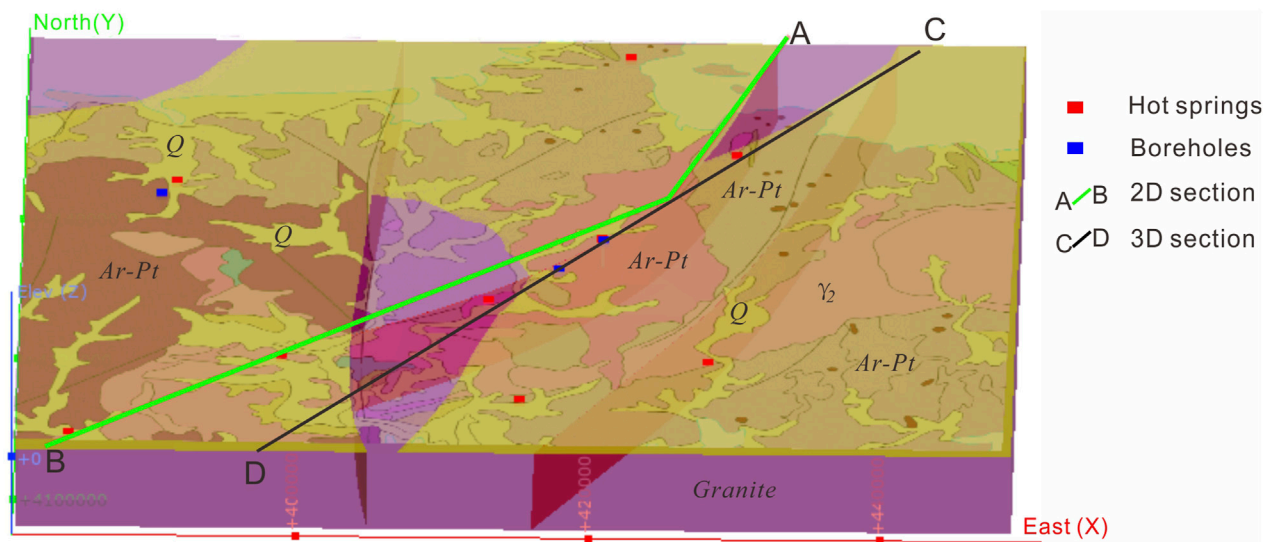 North(Y)
A
C
Hot springs
Q
Boreholes
Ar-Pt
A B 2D section
Q
C D 3D section
Ar-Pt
Ar-Pt
Elev (Z)
γ2
Q
Ar-Pt
B
D
+0
Granite
East (X)